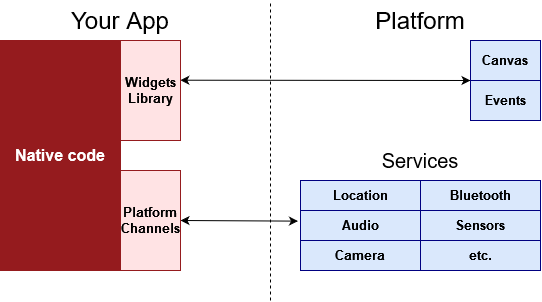 Your App
Platform
Native code
Widgets
Library
Canvas
Events
Services
Platform
Channels
Location
Bluetooth
Audio
Sensors
Camera
etc.